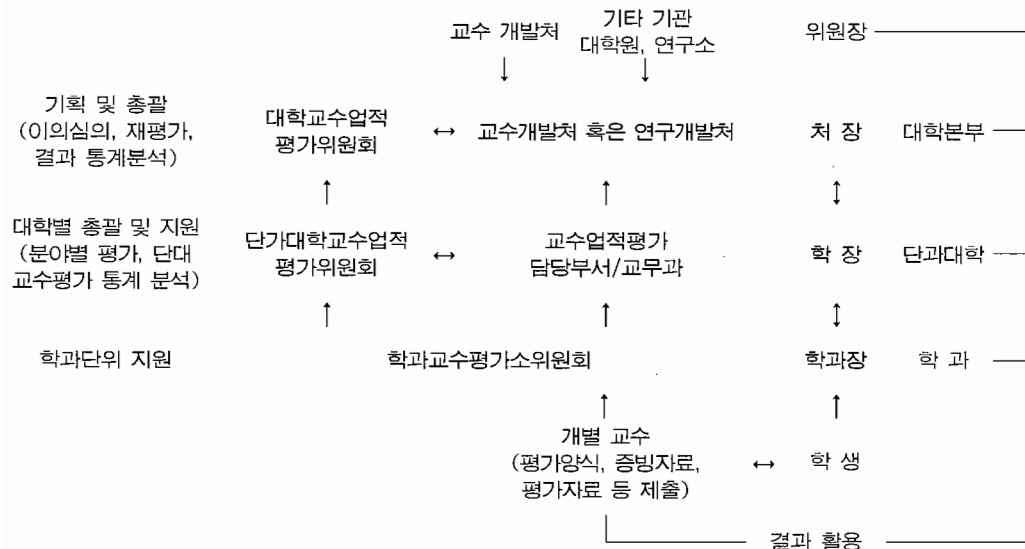 교수 개발처
기타 기관
대학원, 연구소
위원장
기획 및 총괄
(이의심의, 재평가,
결과 통계분석)
대학교수업적
평가위원회
↔
교수개발처 혹은 연구개발처
처 장
대학본부
대학별 총괄 및 지원
(분야별 평가, 단대
교수평가 통계 분석)
단가대학교수업적
평가위원회
↔
교수업적평가
담당부서/교무과
학 장
단과대학
학과단위 지원
학과교수평가소위원회
학과장
학 과
개별 교수
(평가양식, 증빙자료,
평가자료 등 제출)
↔
학 생
결과 활용